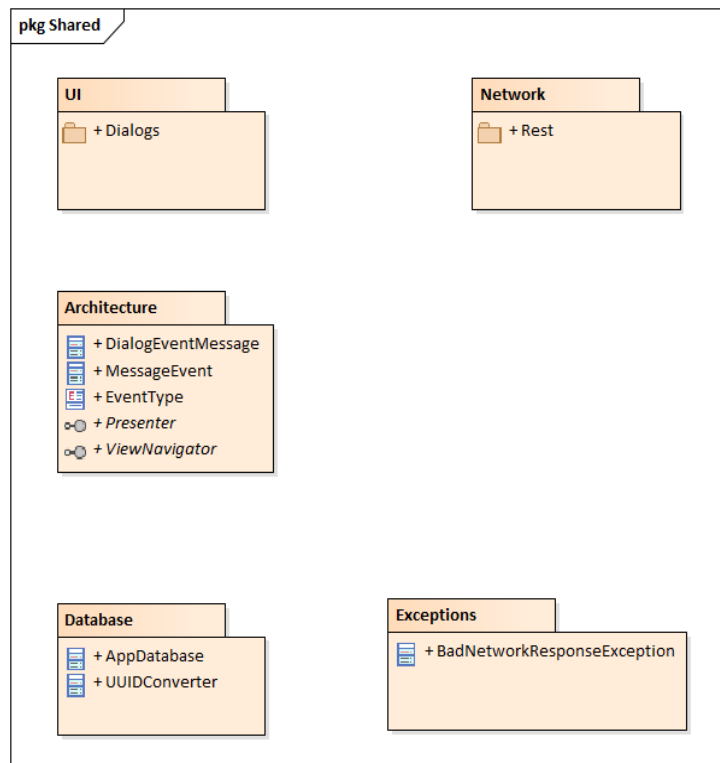 pkg Shared
UI
+ Dialogs
Network
+ Rest
Architecture
+ DialogEventMessage
+ MessageEvent
+ EventType
+ Presenter
+ ViewNavigator
Database
+ AppDatabase
+ UUIDConverter
Exceptions
+ BadNetworkResponseException